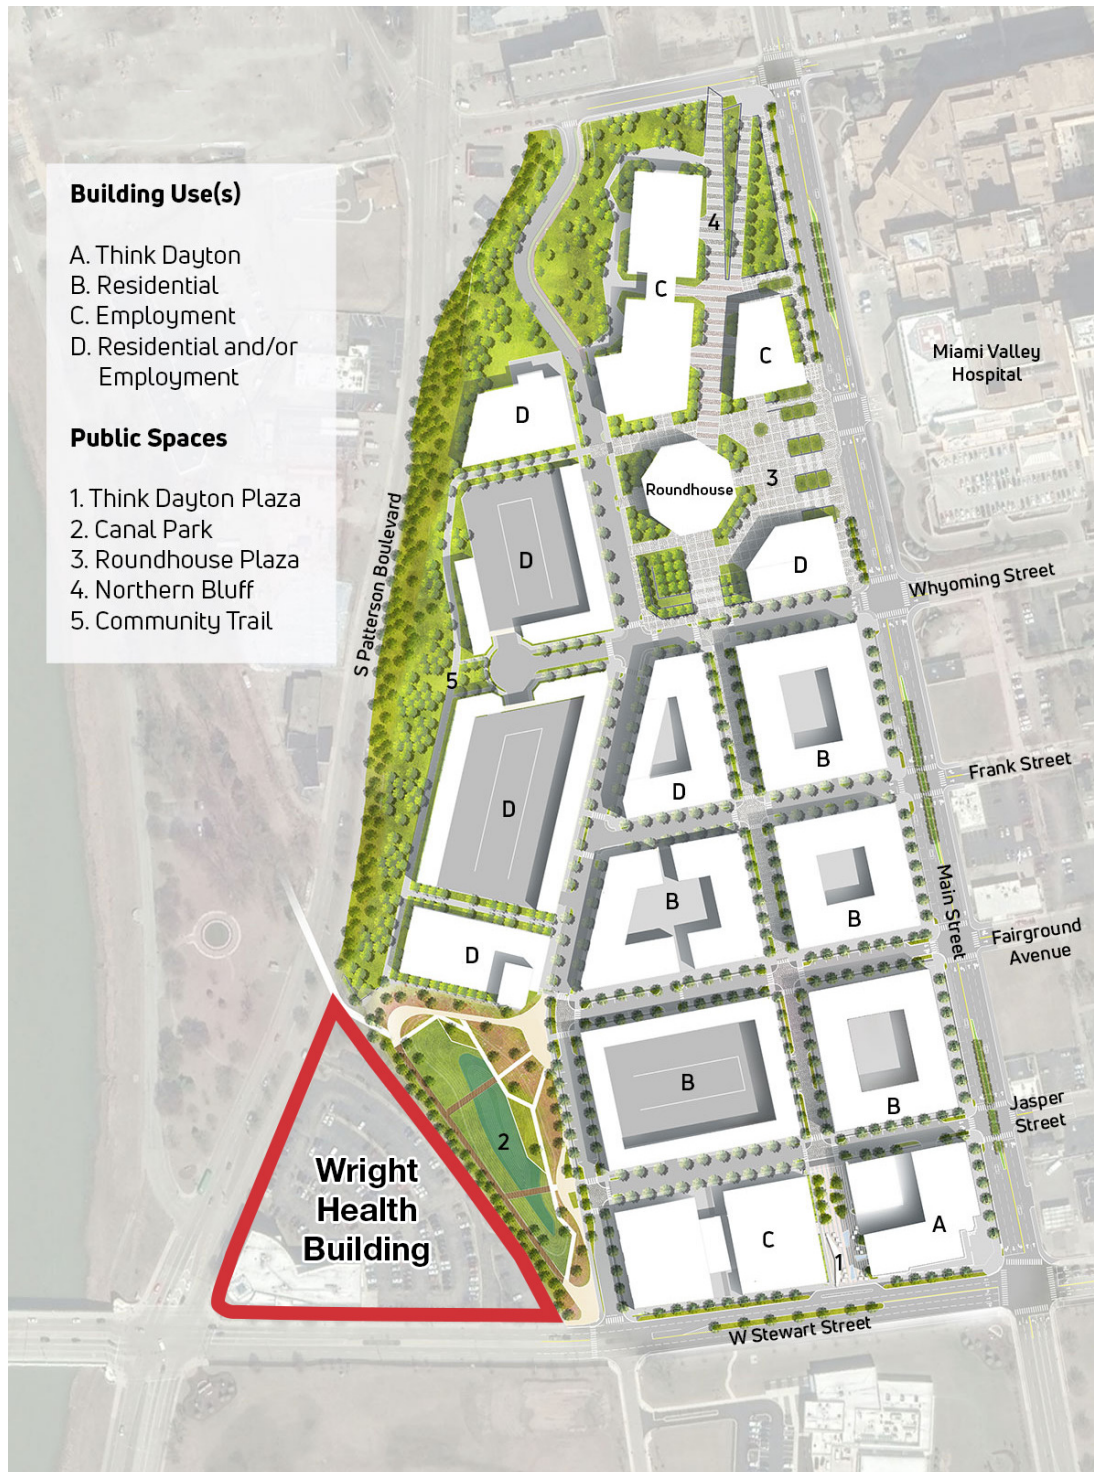 Building Use(s)
A. Think Dayton
B. Residential
C. Employment
D. Residential and/or
Employment
Public Spaces
1. Think Dayton Plaza
2. Canal Park
3. Roundhouse Plaza
4. Northern Bluff
5. Community Trail
4
C
C
Miami Valley
Hospital
D
3
Roundhouse
S Patterson Boulevard
D
D
Whyoming Street
5
B
Frank Street
D
D
Main Street
B
B
Fairground
Avenue
D
B
B
Jasper
Street
2
Wright
Health
Building
A
C
1
W Stewart Street